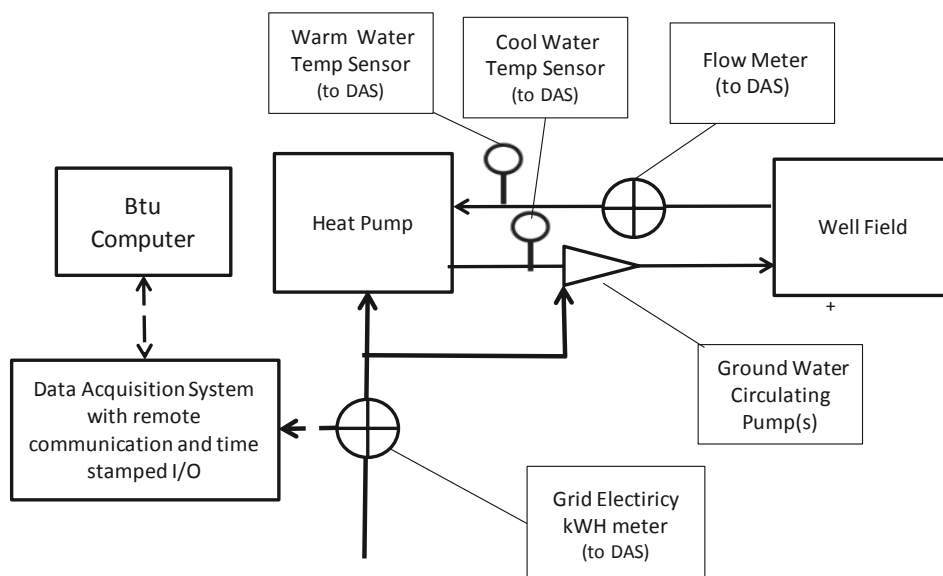 Warm Water
Temp Sensor
(to DAS)
Cool Water
Temp Sensor
(to DAS)
Flow Meter
(to DAS)
Btu
Computer
Heat Pump
Well Field
+
Data Acquisition System
with remote
communication and time
stamped I/O
Ground Water
Circulating
Pump(s)
Grid Electiricy
kWH meter
(to DAS)